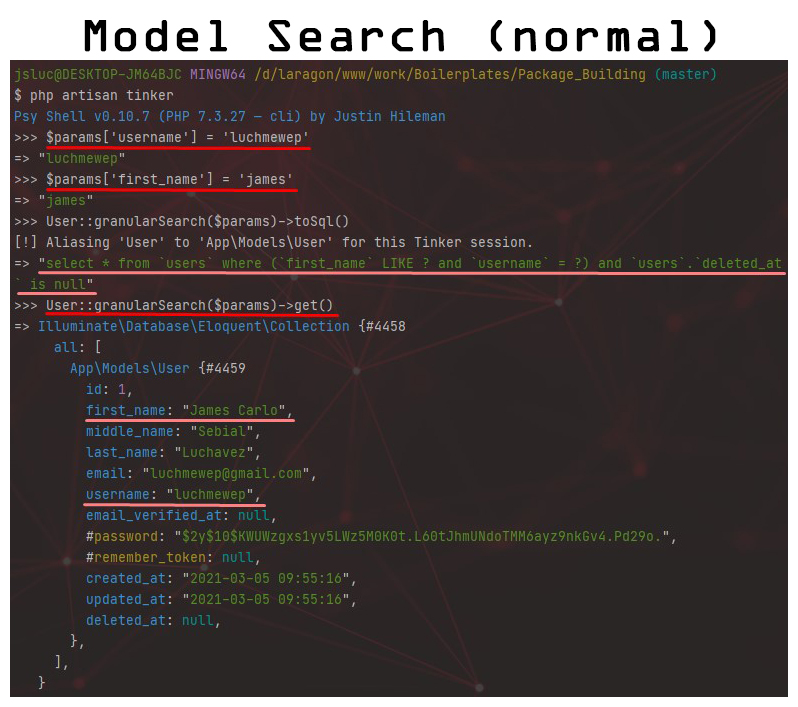 Model Search (normal)
jsluc@DESKTOP-JM64BJC MINGW64 /d/laragon/www/work/Boilerplates/Package_Building (master)
$ php artisan tinker
Psy Shell v0.10.7 (PHP 7.3.27 — cli) by Justin Hileman
>>> $params['username'] = 'luchmewep'
=> "luchmewep"
>>> $params['first_name'] = 'james'
=> "james"
>>> User::granularSearch($params)->toSql()
[!] Aliasing 'User' to 'App\Models\User' for this Tinker session.
=> "select * from `users` where (`first_name` LIKE ? and `username` = ?) and `users`.`deleted_at
` is null"
>>> User::granularSearch($params)->get()
=> Illuminate\Database\Eloquent\Collection {#4458
all: [
App\Models\User {#4459
id: 1,
first_name: "James Carlo",
middle_name: "Sebial",
last_name: "Luchavez",
email: "luchmewep@gmail.com",
username: "luchmewep",
email_verified_at: null,
#password: "$2y$10$KWUWzgxs1yv5LWz5M0K0t.L60tJhmUNdoTMM6ayz9nkGv4.Pd29o.",
#remember_token: null,
created_at: "2021-03-05 09:55:16",
updated_at: "2021-03-05 09:55:16",
deleted_at: null,
},
],
}